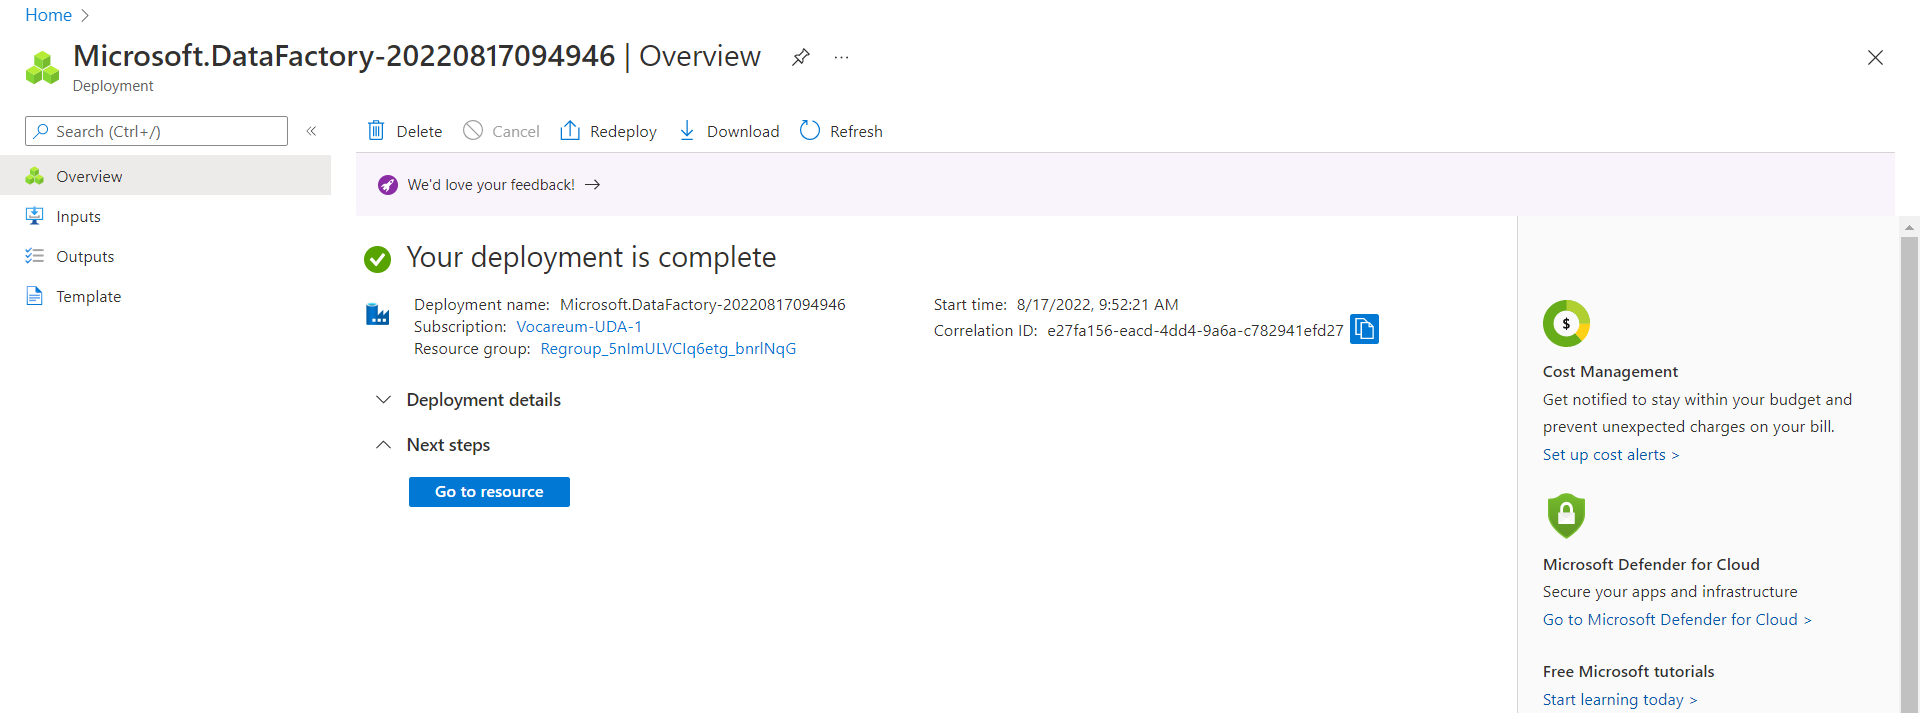 Home
Microsoft.DataFactory-20220817094946 | Overview
Deployment
Search (Ctrl+/)
Overview
Inputs
Outputs
Template
Delete
Cancel
Redeploy
Download
Refresh
We'd love your feedback! →
Your deployment is complete
Deployment name: Microsoft.DataFactory-20220817094946
Subscription: Vocareum-UDA-1
Resource group: Regroup_5nImULVCIq6etg_bnrlNqG
Start time: 8/17/2022, 9:52:21 AM
Correlation ID: e27fa156-eacd-4dd4-9a6a-c782941efd27
Deployment details
Next steps
Go to resource
$
Cost Management
Get notified to stay within your budget and
prevent unexpected charges on your bill.
Set up cost alerts >
Microsoft Defender for Cloud
Secure your apps and infrastructure
Go to Microsoft Defender for Cloud >
Free Microsoft tutorials
Start learning today >